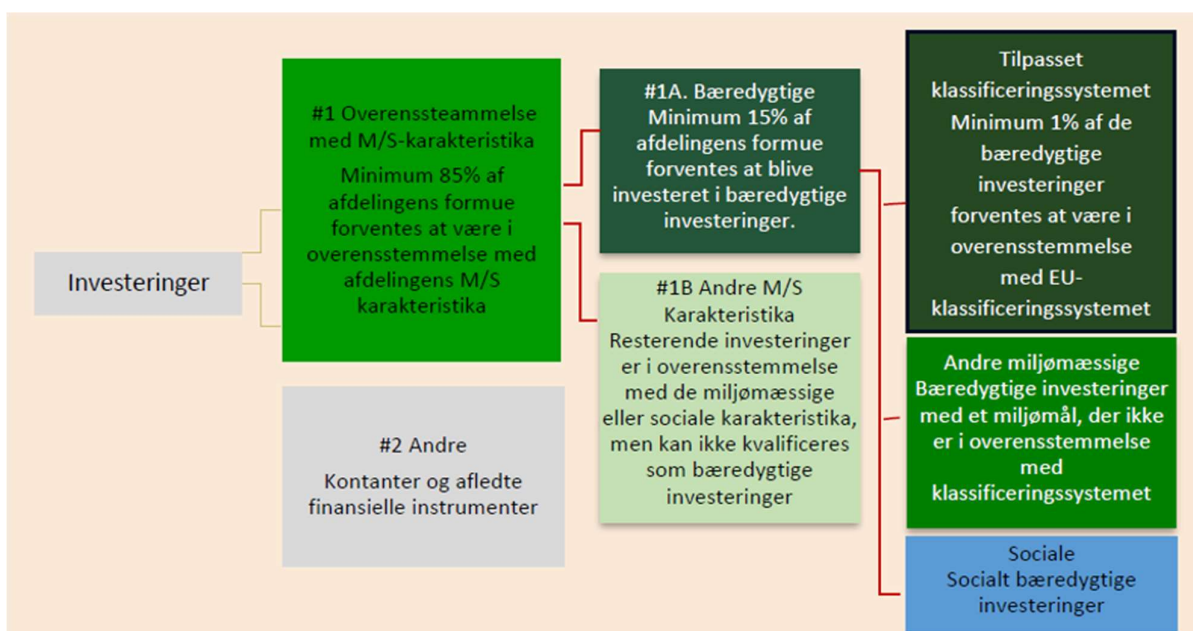 Investeringer
#1 Overenssteammelse
med M/S-karakteristika
Minimum 85% af
afdelingens formue
forventes at være i
overensstemmelse med
afdelingens M/S
karakteristika
#2 Andre
Kontanter og afledte
finansielle instrumenter
#1A. Bæredygtige
Minimum 15% af
afdelingens formue
forventes at blive
investeret i bæredygtige
investeringer.
#1B Andre M/S
Karakteristika
Resterende investeringer
er i overensstemmelse
med de miljømæssige
eller sociale karakteristika,
men kan ikke kvalificeres
som bæredygtige
investeringer
Tilpasset
klassificeringssystemet
Minimum 1% af de
bæredygtige
investeringer
forventes at være i
overensstemmelse
med EU-
klassificeringssystemet
Andre miljømæssige
Bæredygtige investeringer
med et miljømål, der ikke
er i overensstemmelse
med
klassificeringssystemet
Sociale
Socialt bæredygtige
investeringer